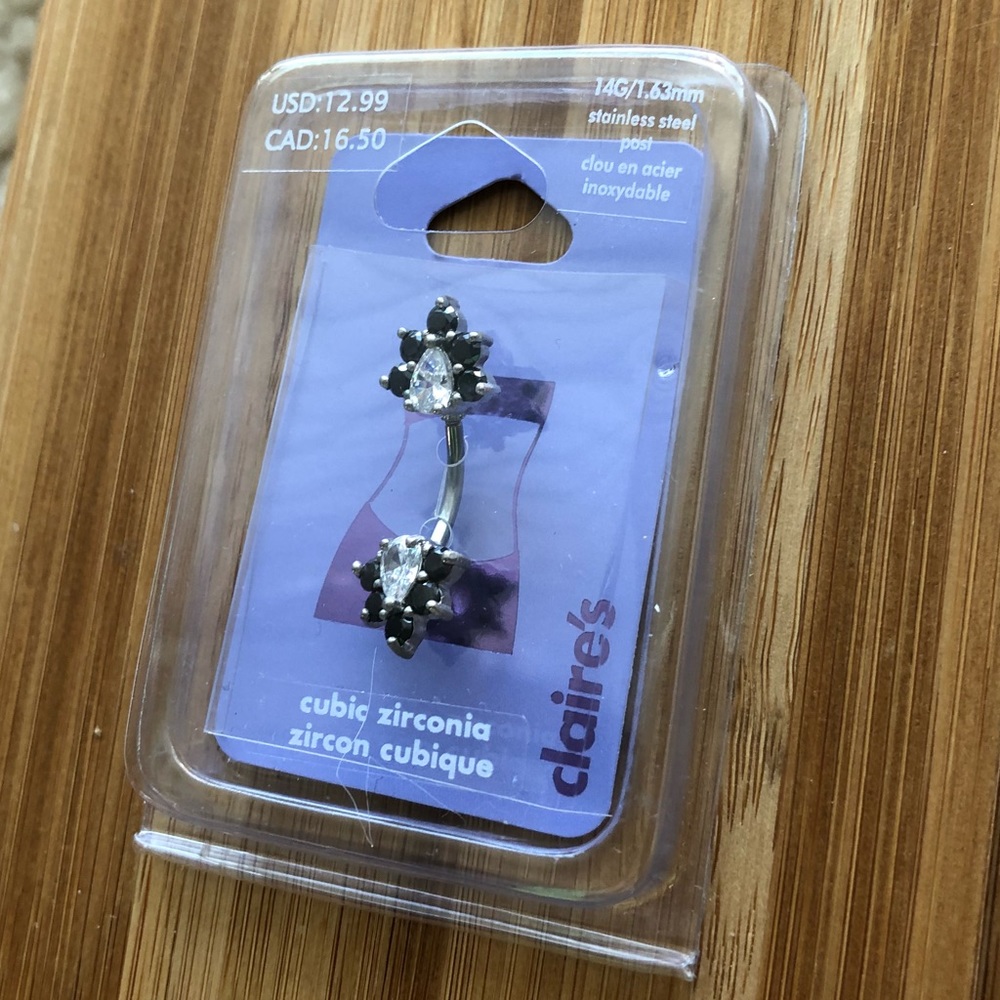 USD:12.99
CAD:16.50
14G/1.63mm
stainless steel
post
clou en acier
inoxydable
cubic zirconia
zircon cubique
claire's